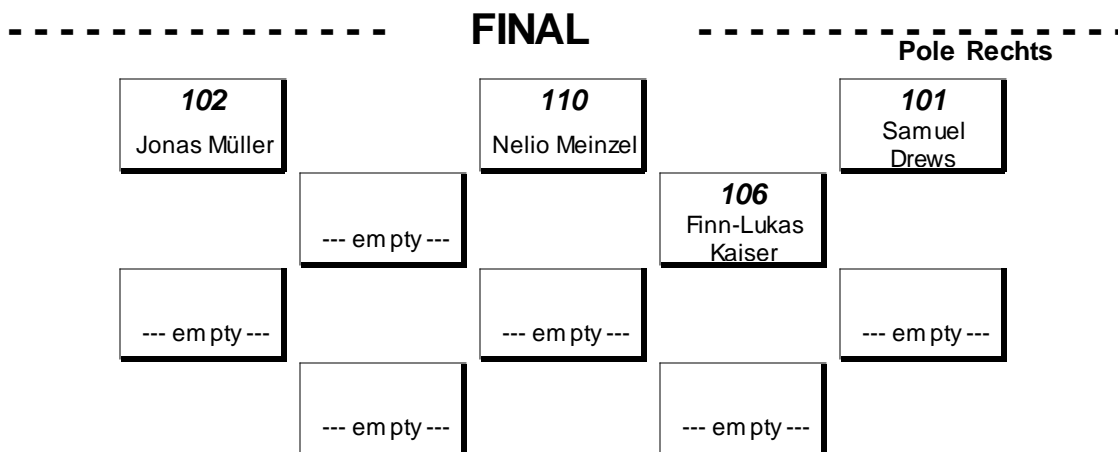 - - - - - - - - - - - - - - - - FINAL - - - - - - - - - - - - - - - - - -
Pole Rechts
102 110 101
Jonas Müller Nelio Meinzel Samuel
Drews
106
--- empty --- Finn-Lukas
Kaiser
--- empty --- --- empty --- --- empty ---
--- empty --- --- empty ---